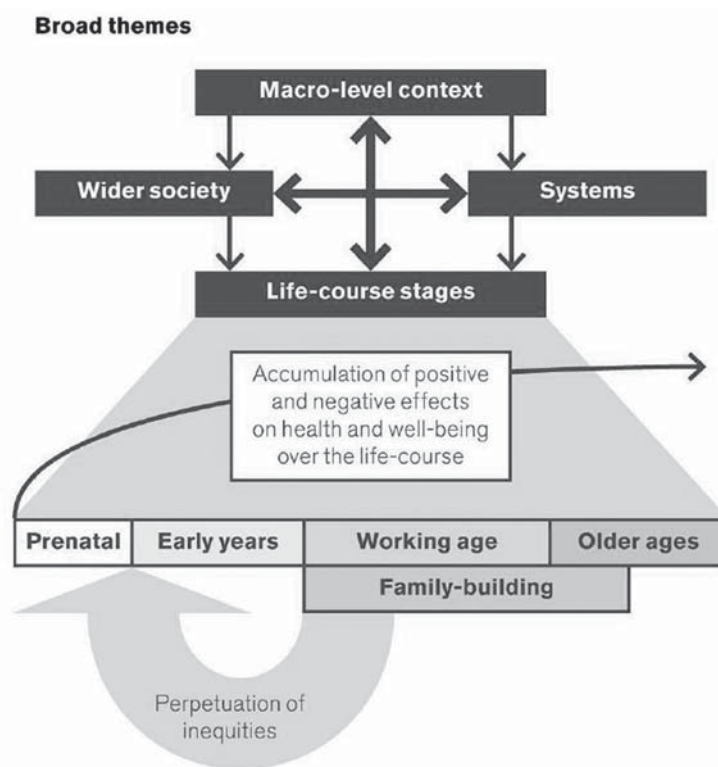 Broad themes
Macro-level context
Wider society
Systems
Life-course stages
Accumulation of positive
and negative effects
on health and well-being
over the life-course
Prenatal
Early years
Working age
Older ages
Family-building
Perpetuation of
inequities